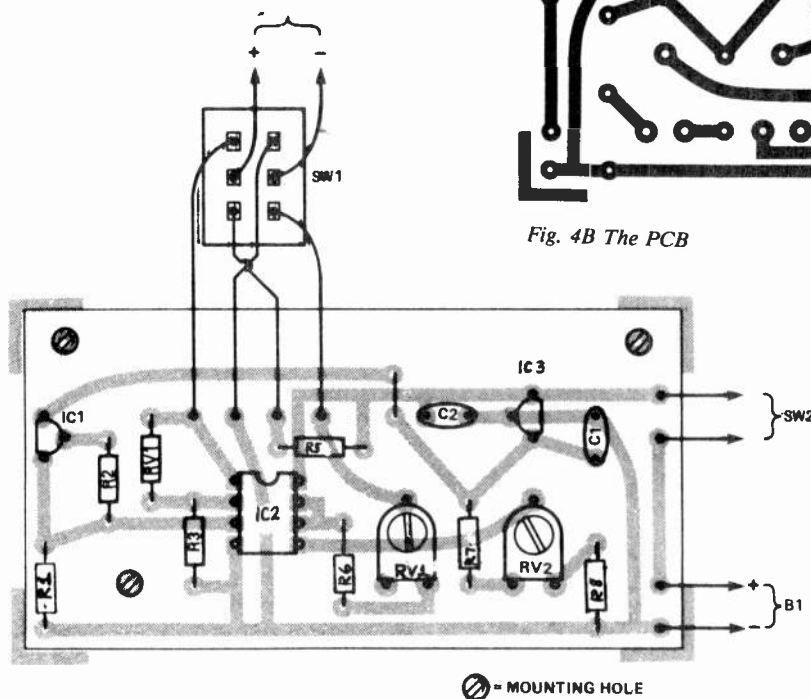 + -
SW1
Fig. 4B The PCB
IC1
R2
RV1
R3
R1
IC2
R5
C2
IC3
C1
SW2
R6
RV1
R7
RV2
R8
+
B1
-
= MOUNTING HOLE